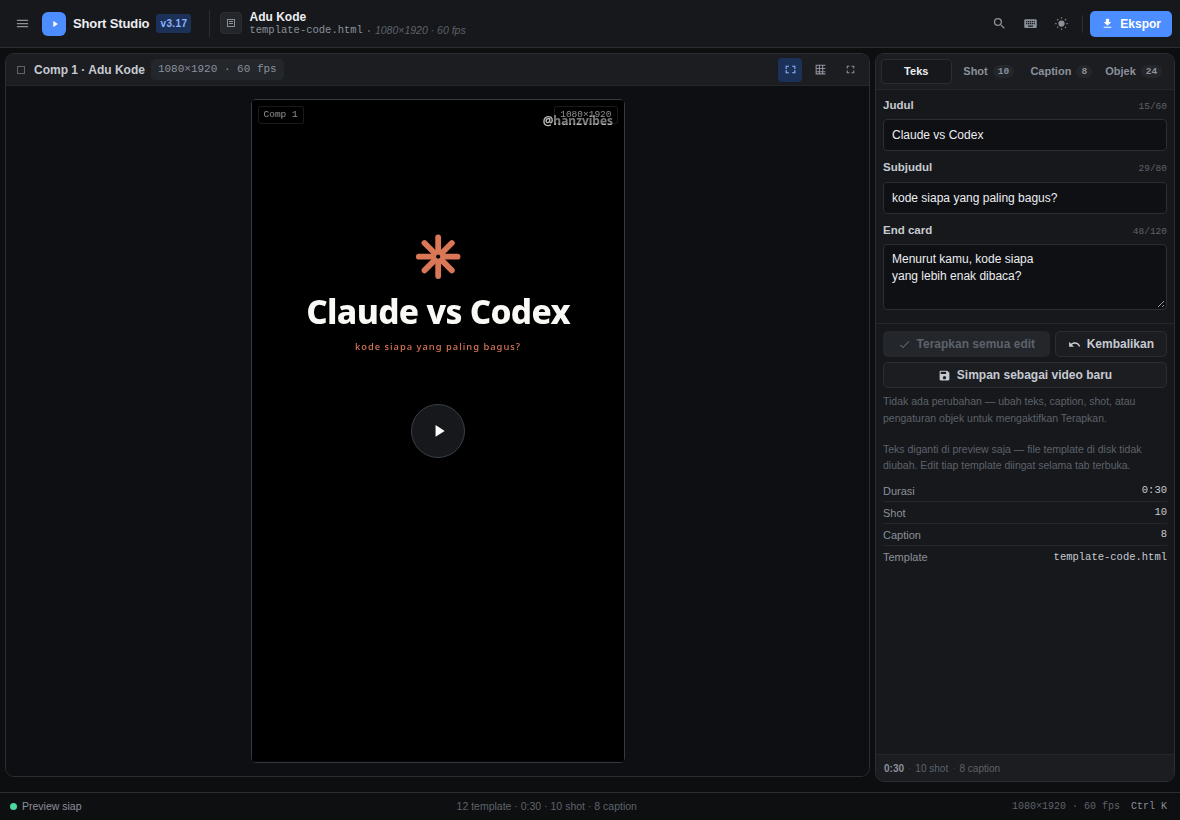 Short Studio v3.17
Adu Kode
template-code.html · 1080×1920 · 60 fps
Ekspor
Comp 1 · Adu Kode 1080×1920 · 60 fps
Comp 1
1080×1920
@hanzvibes
Claude vs Codex
kode siapa yang paling bagus?
Teks
Shot 10
Caption 8
Objek 24
Judul 15/60
Claude vs Codex
Subjudul 29/80
kode siapa yang paling bagus?
End card 48/120
Menurut kamu, kode siapa
yang lebih enak dibaca?
Terapkan semua edit
Kembalikan
Simpan sebagai video baru
Tidak ada perubahan — ubah teks, caption, shot, atau
pengaturan objek untuk mengaktifkan Terapkan.
Teks diganti di preview saja — file template di disk tidak
diubah. Edit tiap template diingat selama tab terbuka.
Durasi 0:30
Shot 10
Caption 8
Template template-code.html
0:30 · 10 shot · 8 caption
Preview siap
12 template · 0:30 · 10 shot · 8 caption
1080×1920 · 60 fps Ctrl K